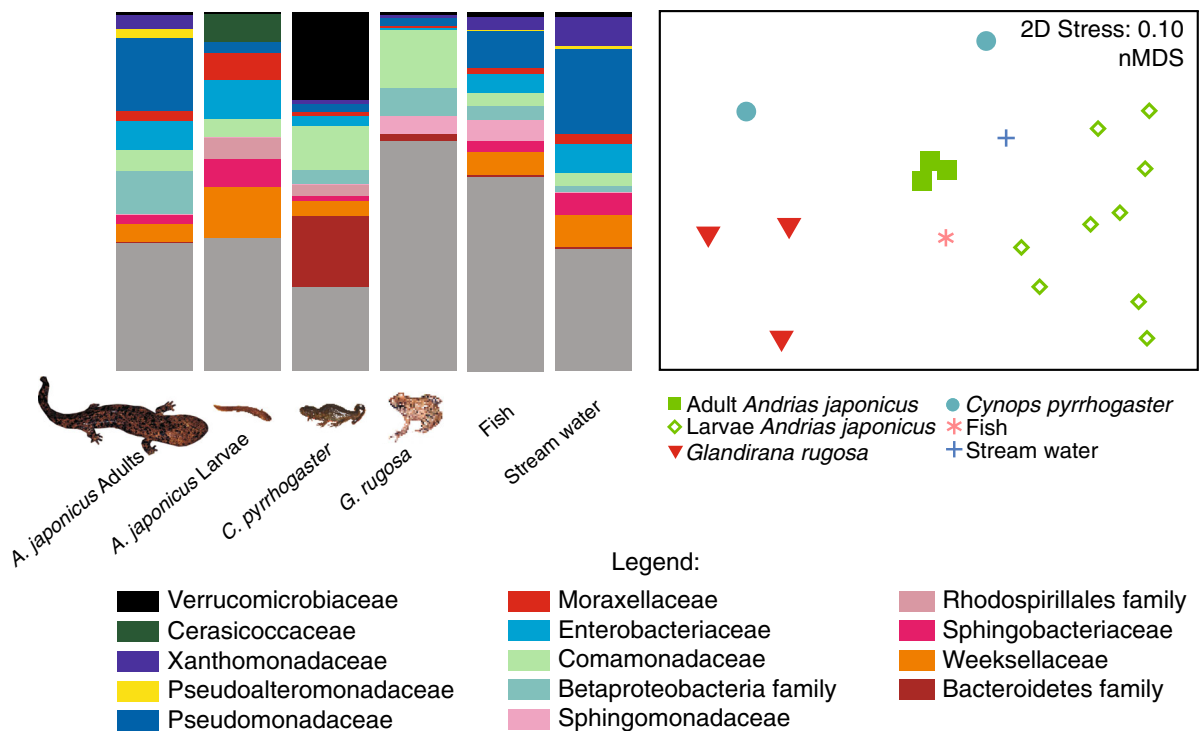 2D Stress: 0.10
nMDS
A. japonicus Adults
A. japonicus Larvae
C. pyrrhogaster
G. rugosa
Fish
Stream water
Adult Andrias japonicus
Larvae Andrias japonicus
Glandirana rugosa
Cynops pyrrhogaster
Fish
Stream water
Legend:
Verrucomicrobiaceae
Cerasicoccaceae
Xanthomonadaceae
Pseudoalteromonadaceae
Pseudomonadaceae
Moraxellaceae
Enterobacteriaceae
Comamonadaceae
Betaproteobacteria family
Sphingomonadaceae
Rhodospirillales family
Sphingobacteriaceae
Weeksellaceae
Bacteroidetes family